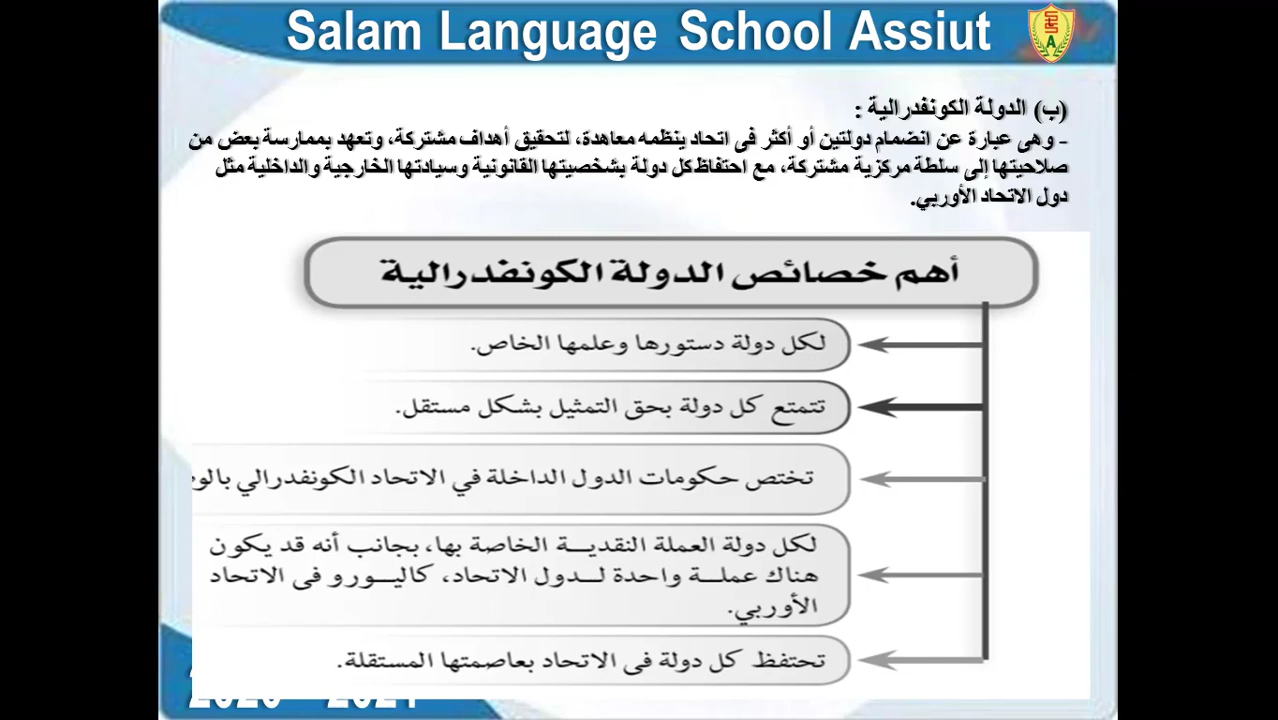 Salam Language School Assiut
(ب) الدولة الكونفدرالية :
- وهى عبارة عن انضمام دولتين أو أكثر فى اتحاد ينظمه معاهدة، لتحقيق أهداف مشتركة، وتعهد بممارسة بعض من
صلاحيتها إلى سلطة مركزية مشتركة، مع احتفاظ كل دولة بشخصيتها القانونية وسيادتها الخارجية والداخلية مثل
دول الاتحاد الأوربي.
أهم خصائص الدولة الكونفدرالية
لكل دولة دستورها وعلمها الخاص.
تتمتع كل دولة بحق التمثيل بشكل مستقل.
تختص حكومات الدول الداخلة في الاتحاد الكونفدرالي
لكل دولة العملة النقدية الخاصة بها، بجانب أنه قد يكون
هناك عملة واحدة لدول الاتحاد، كاليورو فى الاتحاد
الأوربي.
تحتفظ كل دولة فى الاتحاد بعاصمتها المستقلة.